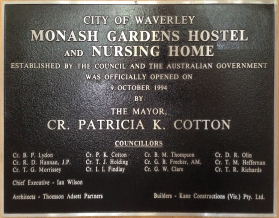 CITY OF WAVERLEY
MONASH GARDENS HOSTEL
AND NURSING HOME
ESTABLISHED BY THE COUNCIL AND THE AUSTRALIAN GOVERNMENT
WAS OFFICIALLY OPENED ON
9 OCTOBER 1994
BY
THE MAYOR,
CR. PATRICIA K. COTTON
COUNCILLORS
Cr. B. P. Lydon Cr. P. K. Cotton Cr. B. M. Thompson Cr. D. R. Olin
Cr. R. D. Hannan, J.P. Cr. T. J. Holding Cr. G. B. Frecker, AM. Cr. T. M. Heffernan
Cr. T. G. Morrissey Cr. L. I. Findlay Cr. G. W. Clare Cr. T. R. Richards
Chief Executive - Ian Wilson
Architects - Thomson Adsett Partners Builders - Kane Constructions (Vic.) Pty. Ltd.